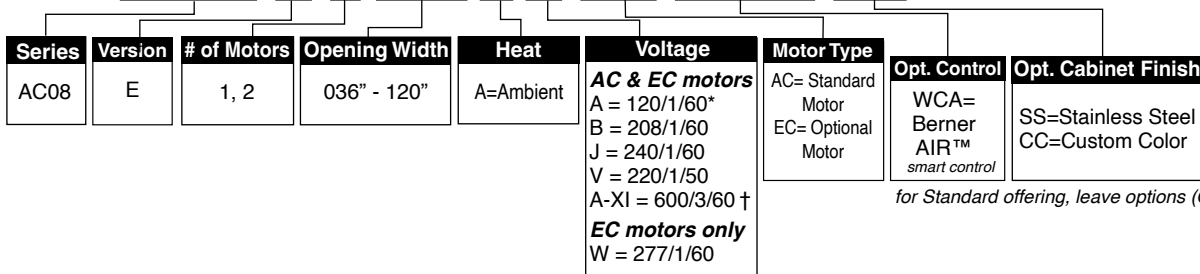 Series
AC08
Version
E
# of Motors
1, 2
Opening Width
036” - 120”
Heat
A=Ambient
Voltage
AC & EC motors
A = 120/1/60*
B = 208/1/60
J = 240/1/60
V = 220/1/50
A-XI = 600/3/60 †
EC motors only
W = 277/1/60
Motor Type
AC= Standard
Motor
EC= Optional
Motor
Opt. Control
WCA=
Berner
AIR™
smart control
Opt. Cabinet Finish
SS=Stainless Steel
CC=Custom Color
for Standard offering, leave options (